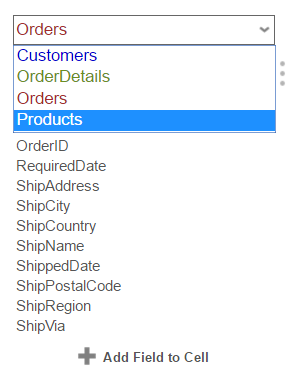 Orders
Customers
OrderDetails
Orders
Products
OrderID
RequiredDate
ShipAddress
ShipCity
ShipCountry
ShipName
ShippedDate
ShipPostalCode
ShipRegion
ShipVia
Add Field to Cell